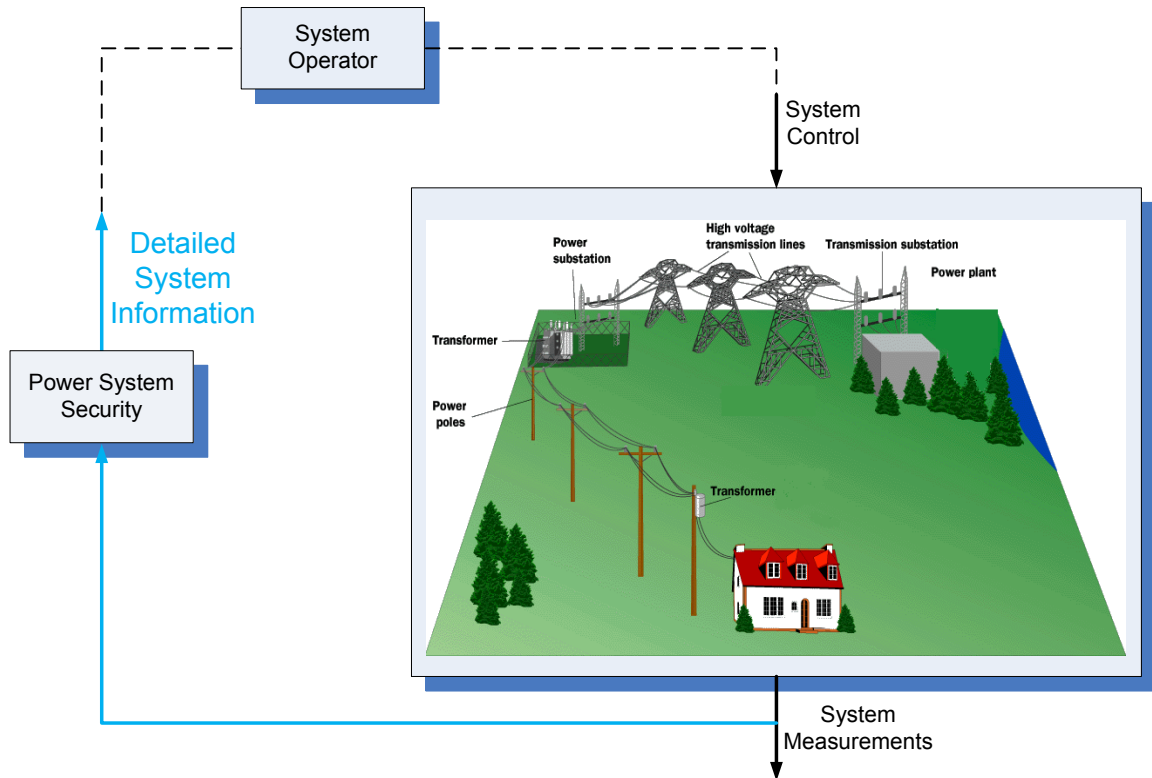 System
Operator
System
Control
Detailed
System
Information
Power System
Security
High voltage
transmission lines
Power
substation
Transmission substation
Power plant
Transformer
Power
poles
Transformer
System
Measurements